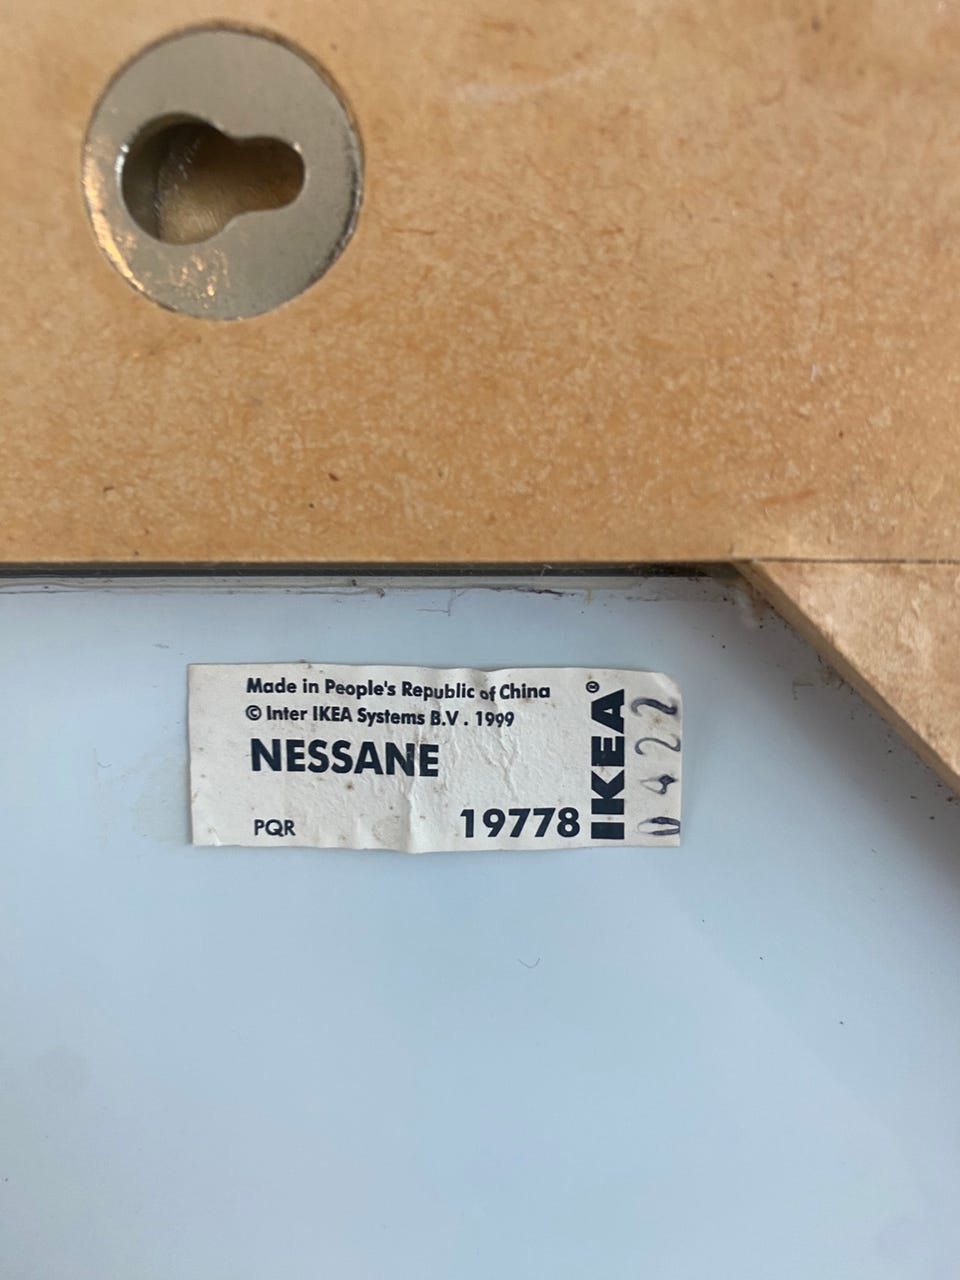 Made in People's Republic of China
© Inter IKEA Systems B.V. 1999
NESSANE
PQR
19778
IKEA®
0422